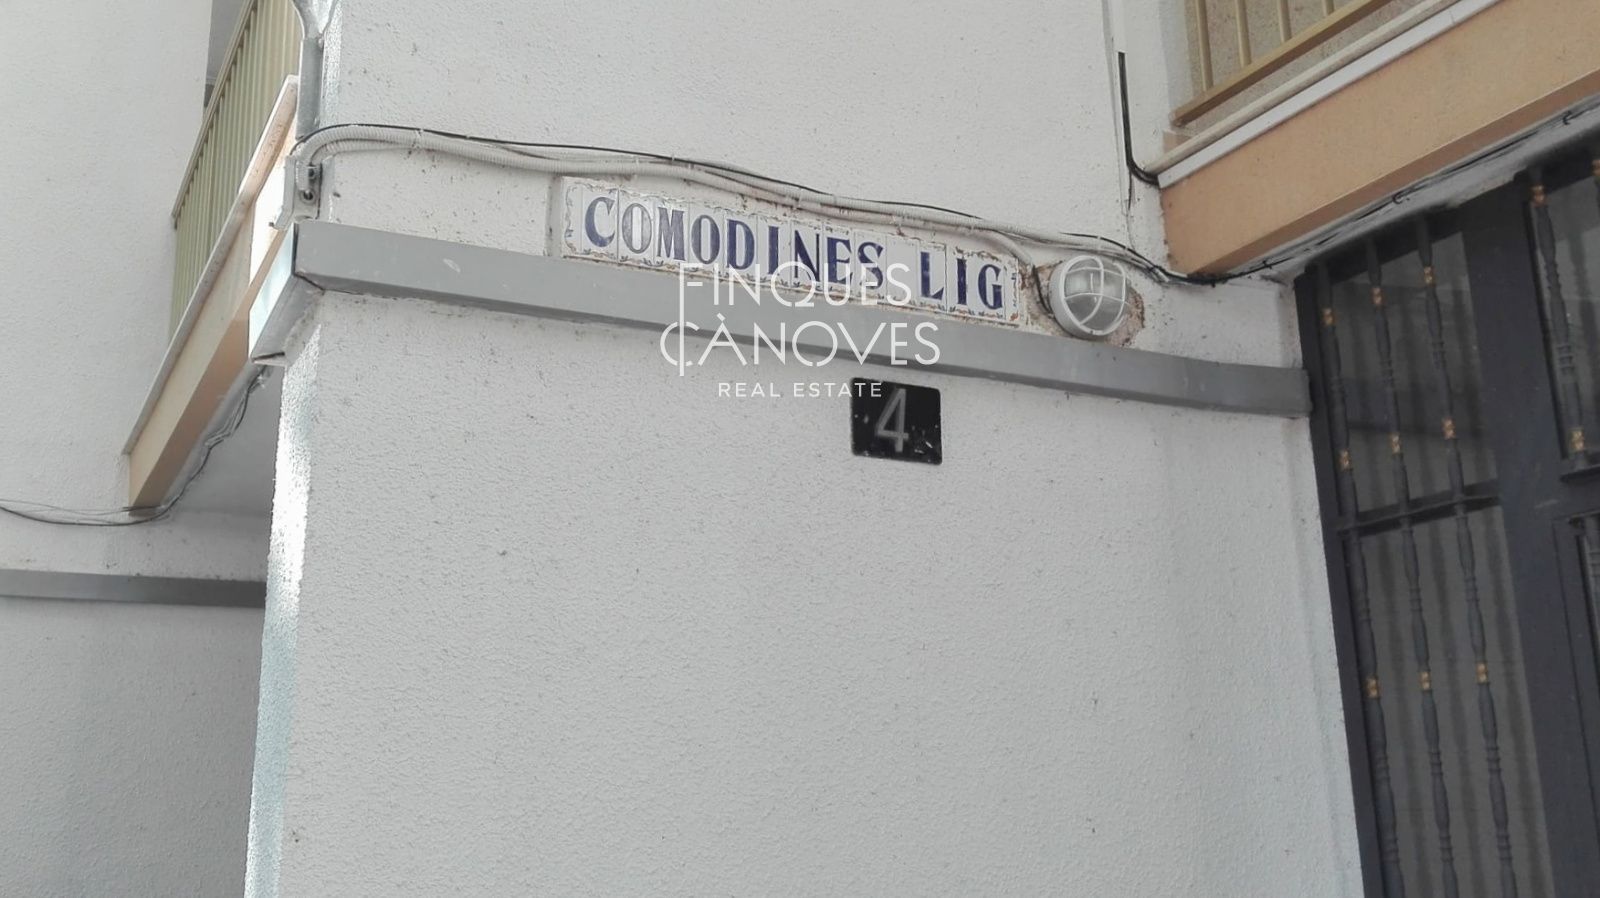 COMODINES LIG
FINQUES
CÀNOVES
REAL ESTATE
4